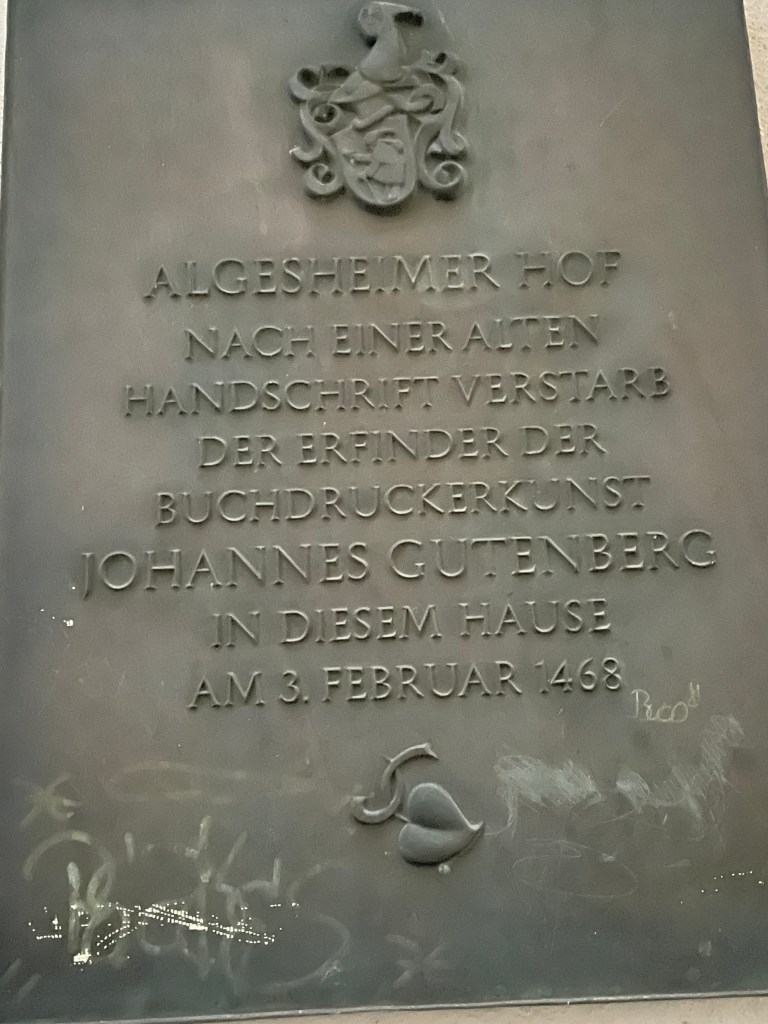 ALGESHEIMER HOF
NACH EINER ALTEN
HANDSCHRIFT VERSTARB
DER ERFINDER DER
BUCHDRUCKERKUNST
JOHANNES GUTENBERG
IN DIESEM HAUSE
AM 3. FEBRUAR 1468